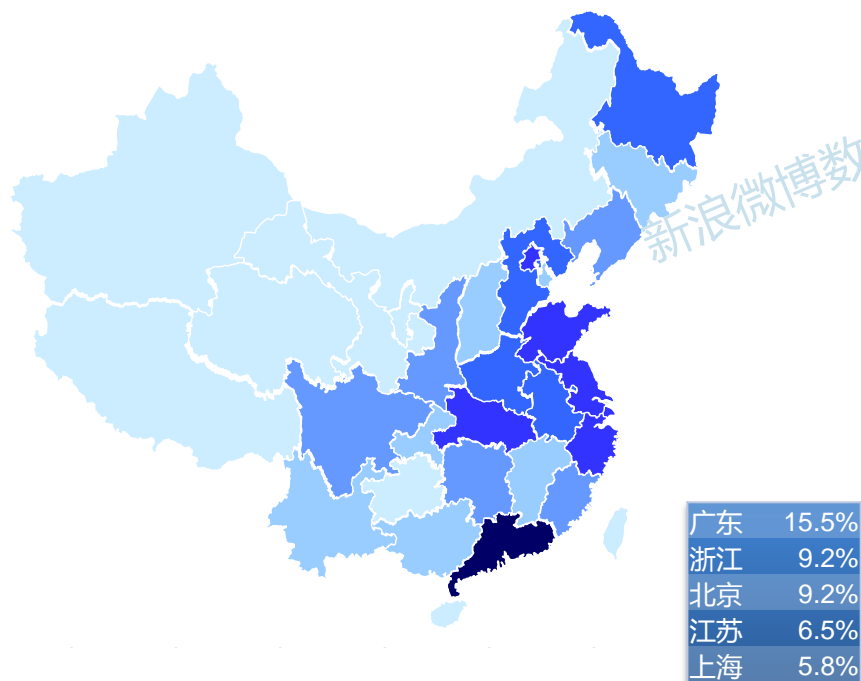 新浪微博数
广东 15.5%
浙江 9.2%
北京 9.2%
江苏 6.5%
上海 5.8%